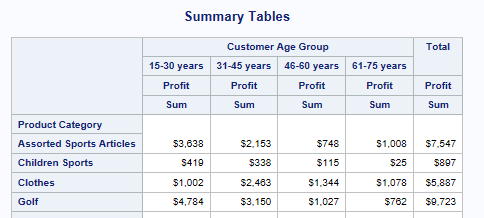 Summary Tables
Customer Age Group Total
15-30 years 31-45 years 46-60 years 61-75 years
Profit Profit Profit Profit Profit
Sum Sum Sum Sum Sum
Product Category
Assorted Sports Articles $3,638 $2,153 $748 $1,008 $7,547
Children Sports $419 $338 $115 $25 $897
Clothes $1,002 $2,463 $1,344 $1,078 $5,887
Golf $4,784 $3,150 $1,027 $762 $9,723